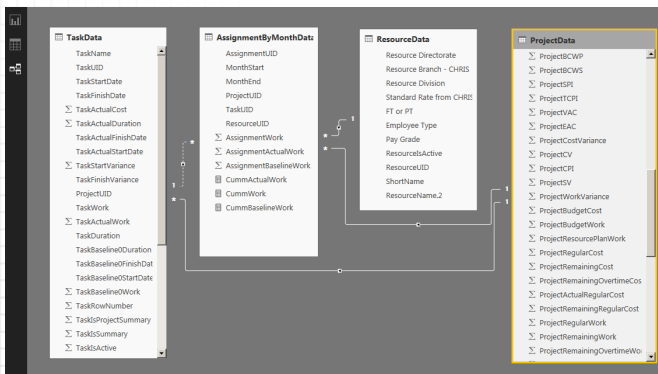 TaskData
TaskName
TaskUID
TaskStartDate
TaskFinishDate
Σ TaskActualCost
Σ TaskActualDuration
TaskActualFinishDate
TaskActualStartDate
Σ TaskStartVariance
TaskFinishVariance
ProjectUID
TaskWork
Σ TaskActualWork
TaskDuration
TaskBaseline0Duration
TaskBaseline0FinishDat
TaskBaseline0StartDate
Σ TaskBaseline0Work
Σ TaskRowNumber
Σ TaskIsProjectSummary
Σ TaskIsSummary
Σ TaskIsActive
*
1
*
AssignmentByMonthData
AssignmentUID
MonthStart
MonthEnd
ProjectUID
TaskUID
ResourceUID
Σ AssignmentWork
Σ AssignmentActualWork
Σ AssignmentBaselineWork
CummActualWork
CummWork
CummBaselineWork
1
*
*
ResourceData
Resource Directorate
Resource Branch - CHRIS
Resource Division
Standard Rate from CHRIS
FT or PT
Employee Type
Pay Grade
ResourceIsActive
ResourceUID
ShortName
ResourceName.2
1
1
ProjectData
Σ ProjectBCWP
Σ ProjectBCWS
Σ ProjectSPI
Σ ProjectTCPI
Σ ProjectVAC
Σ ProjectEAC
Σ ProjectCostVariance
Σ ProjectCV
Σ ProjectCPI
Σ ProjectSV
Σ ProjectWorkVariance
Σ ProjectBudgetCost
Σ ProjectBudgetWork
Σ ProjectResourcePlanWork
Σ ProjectRegularCost
Σ ProjectRemainingCost
Σ ProjectRemainingOvertimeCos
Σ ProjectActualRegularCost
Σ ProjectRemainingRegularCost
Σ ProjectRegularWork
Σ ProjectRemainingWork
Σ ProjectRemainingOvertimeWo